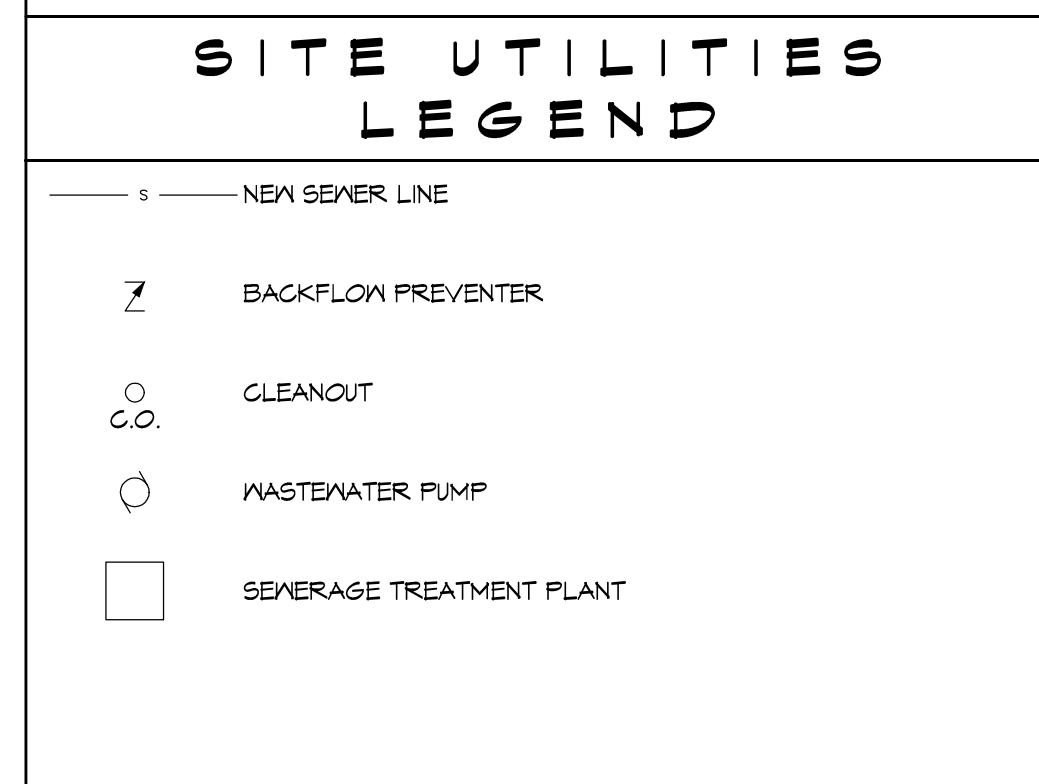 SITE UTILITIES
LEGEND
S NEW SEWER LINE
BACKFLOW PREVENTER
CLEANOUT
C.O.
WASTEWATER PUMP
SEWERAGE TREATMENT PLANT